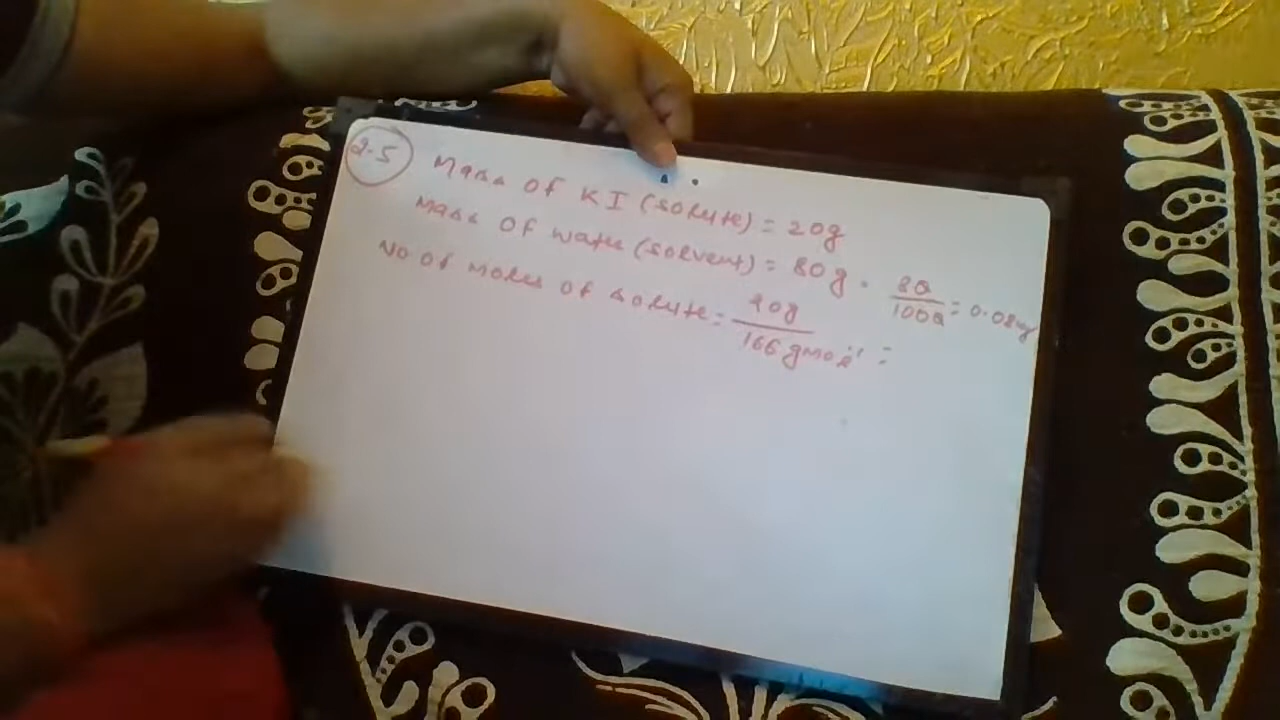 2.5
Mass of KI (solute) = 20g
Mass of water (solvent) = 80g = 80/1000 = 0.08kg
No of moles of solute = 20g/166 gmol⁻¹ =